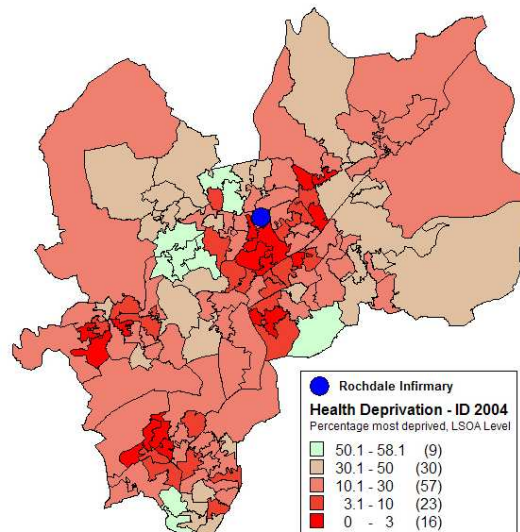 Rochdale Infirmary
Health Deprivation - ID 2004
Percentage most deprived, LSOA Level
50.1 - 58.1 (9)
30.1 - 50 (30)
10.1 - 30 (57)
3.1 - 10 (23)
0 - 3 (16)